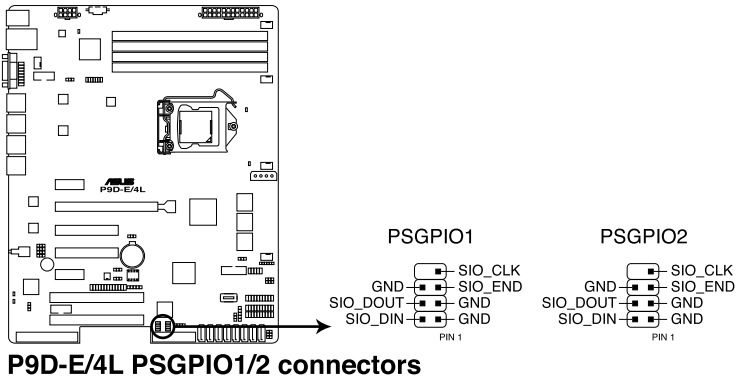 ASUS
P9D-E/4L
PSGPIO1
SIO_CLK
GND SIO_END
SIO_DOUT GND
SIO_DIN GND
PIN 1
PSGPIO2
SIO_CLK
GND SIO_END
SIO_DOUT GND
SIO_DIN GND
PIN 1
P9D-E/4L PSGPIO1/2 connectors